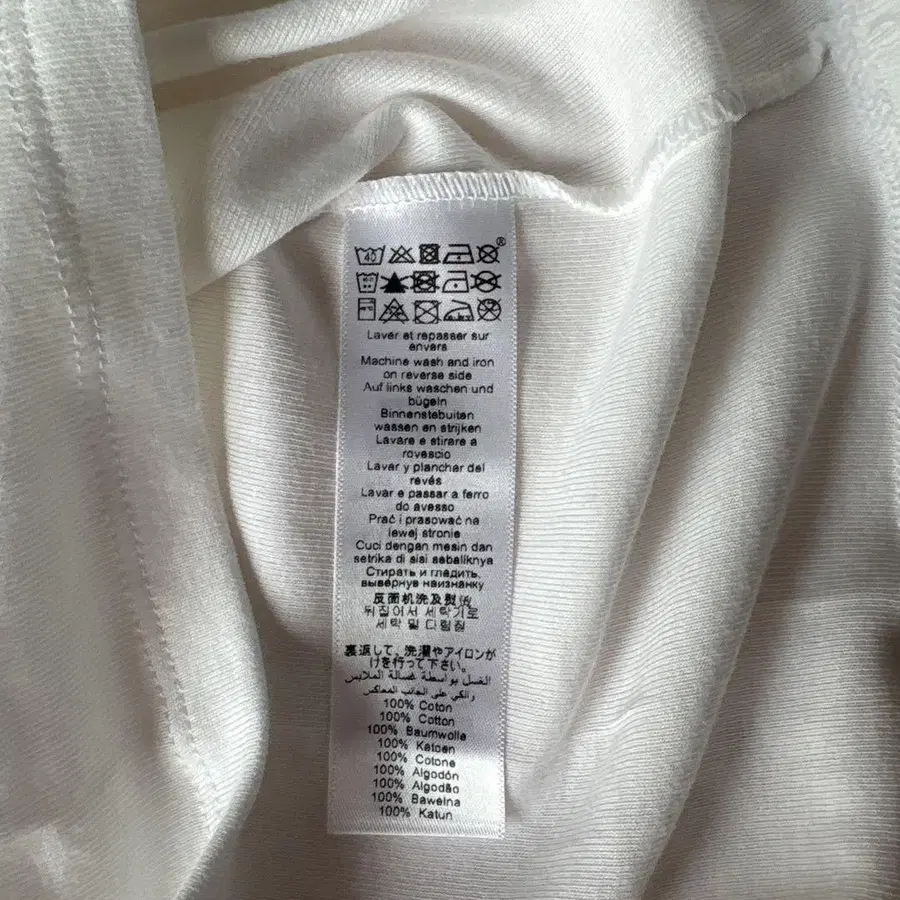 40
®
Laver et repasser sur
envers
Machine wash and iron
on reverse side
Auf links waschen und
bügeln
Binnenstebuiten
wassen en strijken
Lavare e stirare a
rovescio
Lavar y planchar del
revés
Lavar e passar a ferro
do avesso
Prać i prasować na
lewej stronie
Cuci dengan mesin dan
setrika di sisi sebaliknya
Стирать и гладить,
вывернув наизнанку
反面机洗及熨
뒤집어서 세탁기로
세탁 및 다림질
裏返して、洗濯やアイロンが
けを行って下さい。
الغسل بواسطة غسالة الملابس
والكي على الجانب المعاكس
100% Coton
100% Cotton
100% Baumwolle
100% Katoen
100% Cotone
100% Algodón
100% Algodão
100% Bawełna
100% Katun